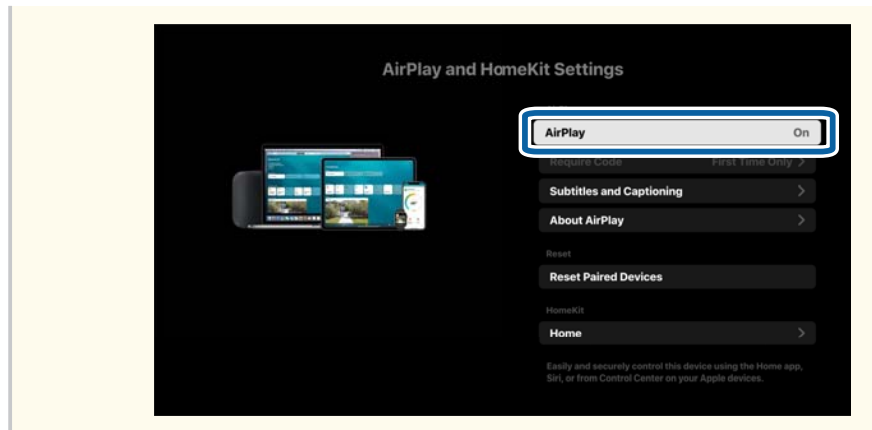 AirPlay and HomeKit Settings
AirPlay On
Require Code First Time Only >
Subtitles and Captioning >
About AirPlay >
Reset
Reset Paired Devices
HomeKit
Home >
Easily and securely control this device using the Home app,
Siri, or from Control Center on your Apple devices.